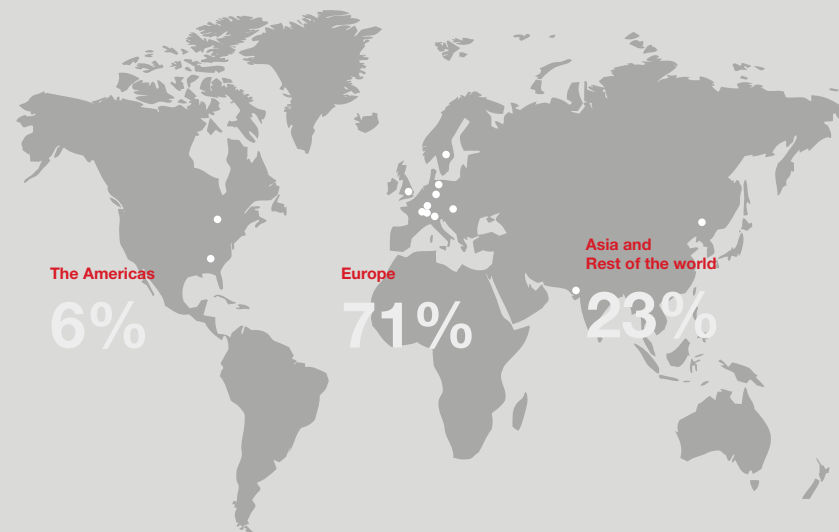 The Americas
6%
Europe
71%
Asia and
Rest of the world
23%